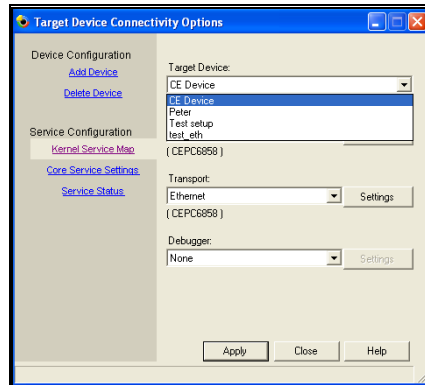 Target Device Connectivity Options
Device Configuration
Add Device
Delete Device
Service Configuration
Kernel Service Map
Core Service Settings
Service Status
Target Device:
CE Device
CE Device
Peter
Test setup
test_eth
( CEPC6858 )
Transport:
Ethernet
Settings
( CEPC6858 )
Debugger:
None
Settings
Apply
Close
Help